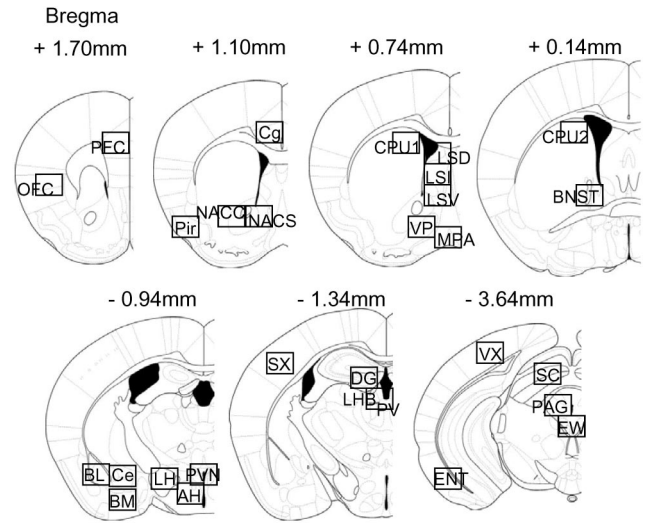 Bregma
+ 1.70mm
+ 1.10mm
+ 0.74mm
+ 0.14mm
PFC
OFC
Cg
NACC
NACS
Pir
CPU1
LSD
LSI
LSV
VP
MPA
CPU2
BNST
- 0.94mm
- 1.34mm
- 3.64mm
BL
Ce
BM
LH
AH
PVN
SX
DG
LHB
PV
VX
SC
PAG
EW
ENT